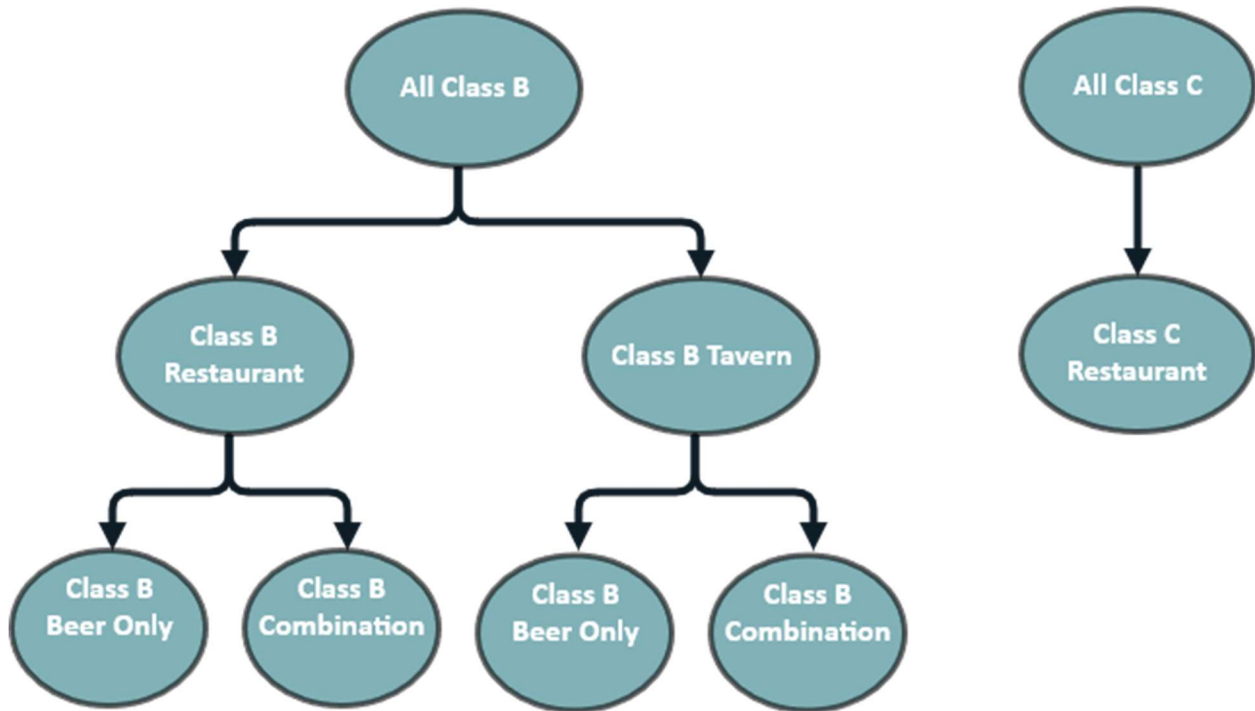 All Class B
All Class C
Class B
Restaurant
Class B Tavern
Class C
Restaurant
Class B
Beer Only
Class B
Combination
Class B
Beer Only
Class B
Combination